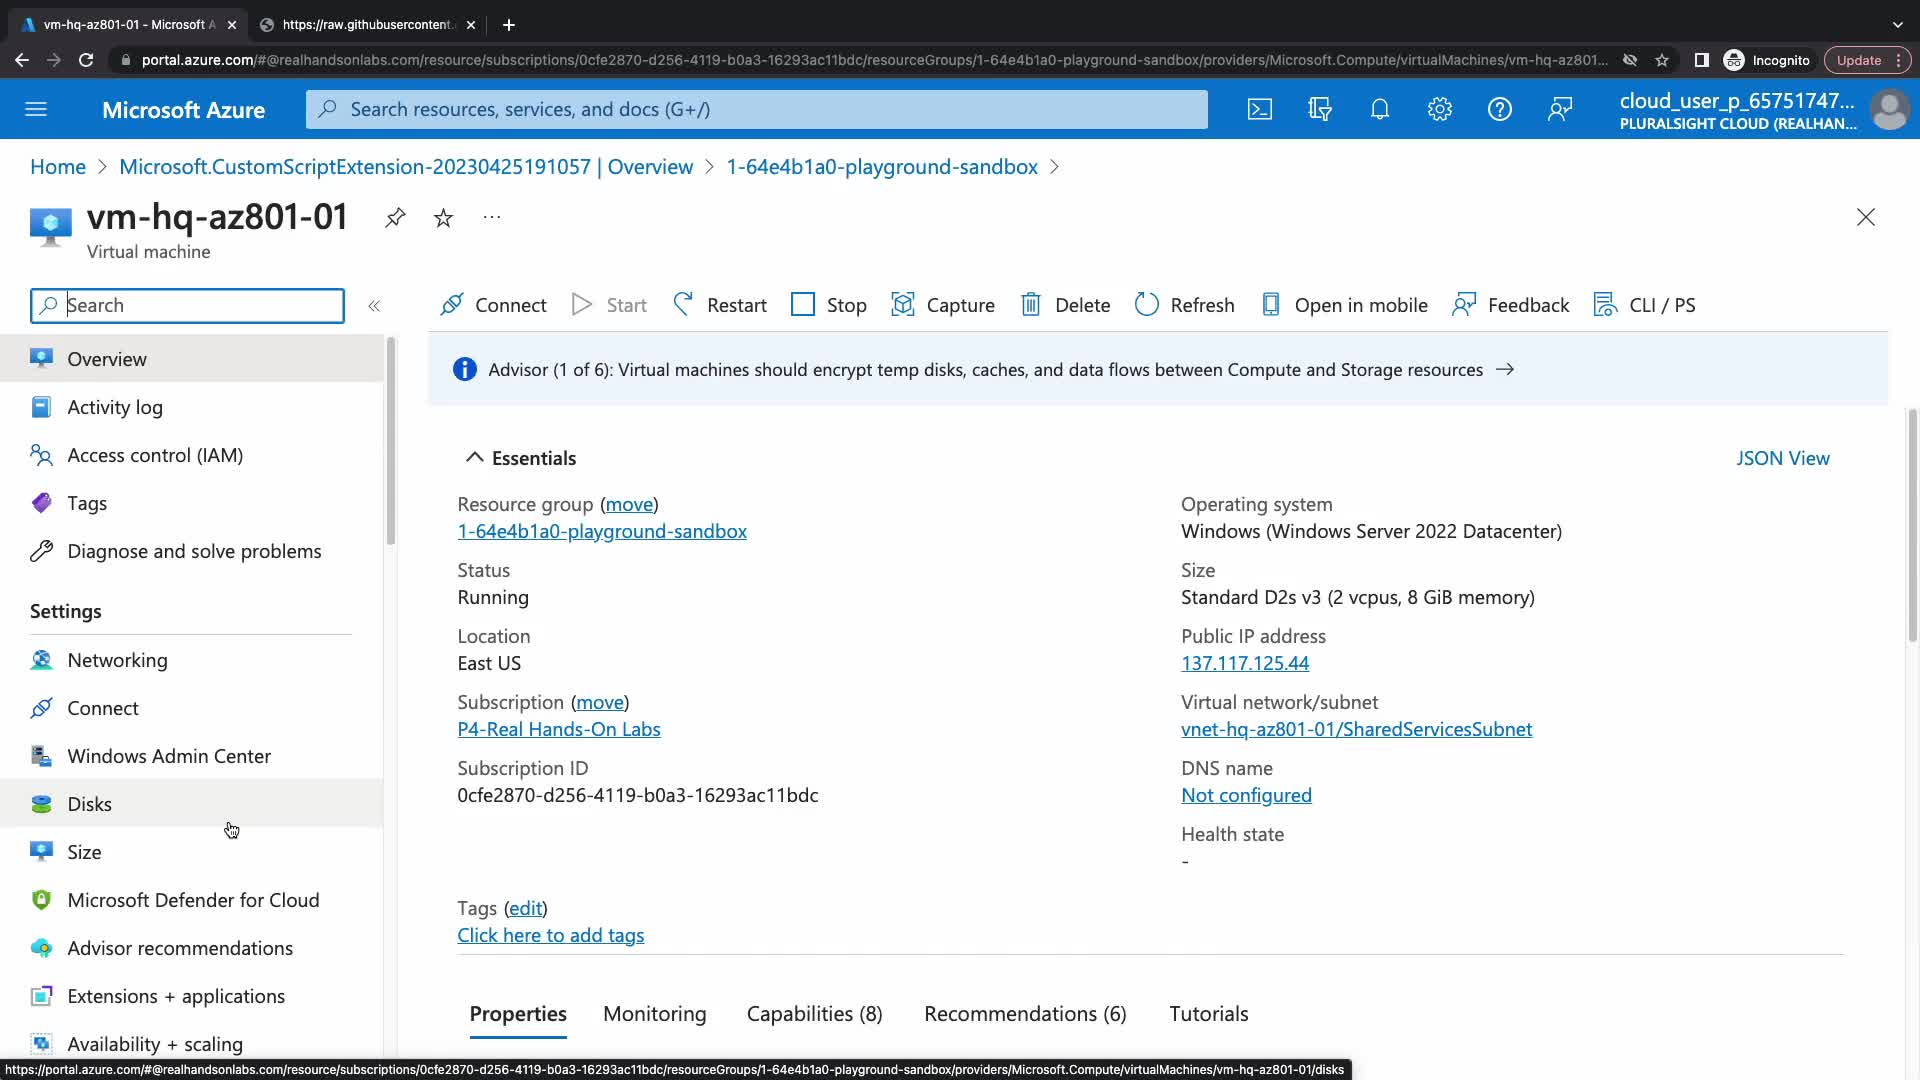 vm-hq-az801-01 - Microsoft A
https://raw.githubusercontent.
portal.azure.com/#@realhandsonlabs.com/resource/subscriptions/0cfe2870-d256-4119-b0a3-16293ac11bdc/resourceGroups/1-64e4b1a0-playground-sandbox/providers/Microsoft.Compute/virtualMachines/vm-hq-az801...
Incognito
Update
Microsoft Azure
Search resources, services, and docs (G+/)
cloud_user_p_65751747...
PLURALSIGHT CLOUD (REALHAN...
Home > Microsoft.CustomScriptExtension-20230425191057 | Overview > 1-64e4b1a0-playground-sandbox >
vm-hq-az801-01
Virtual machine
Search
Connect
Start
Restart
Stop
Capture
Delete
Refresh
Open in mobile
Feedback
CLI / PS
Overview
Activity log
Access control (IAM)
Tags
Diagnose and solve problems
Settings
Networking
Connect
Windows Admin Center
Disks
Size
Microsoft Defender for Cloud
Advisor recommendations
Extensions + applications
Availability + scaling
Advisor (1 of 6): Virtual machines should encrypt temp disks, caches, and data flows between Compute and Storage resources →
Essentials
JSON View
Resource group (move)
1-64e4b1a0-playground-sandbox
Status
Running
Location
East US
Subscription (move)
P4-Real Hands-On Labs
Subscription ID
0cfe2870-d256-4119-b0a3-16293ac11bdc
Operating system
Windows (Windows Server 2022 Datacenter)
Size
Standard D2s v3 (2 vcpus, 8 GiB memory)
Public IP address
137.117.125.44
Virtual network/subnet
vnet-hq-az801-01/SharedServicesSubnet
DNS name
Not configured
Health state
-
Tags (edit)
Click here to add tags
Properties
Monitoring
Capabilities (8)
Recommendations (6)
Tutorials
https://portal.azure.com/#@realhandsonlabs.com/resource/subscriptions/0cfe2870-d256-4119-b0a3-16293ac11bdc/resourceGroups/1-64e4b1a0-playground-sandbox/providers/Microsoft.Compute/virtualMachines/vm-hq-az801-01/disks